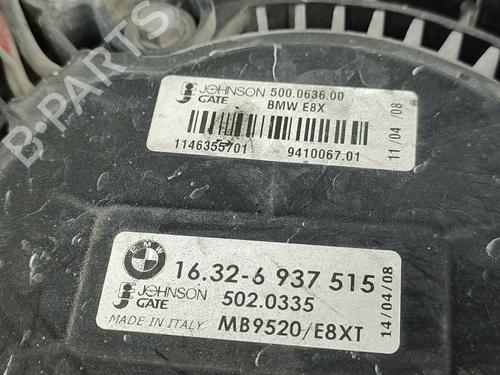 B-PARTS
JOHNSON GATE 500.0636.00
BMW E8X
1146355701 9410067.01
11/04/08
BMW
16.32-6 937 515
JOHNSON GATE 502.0335
MADE IN ITALY MB9520/E8XT
14/04/08